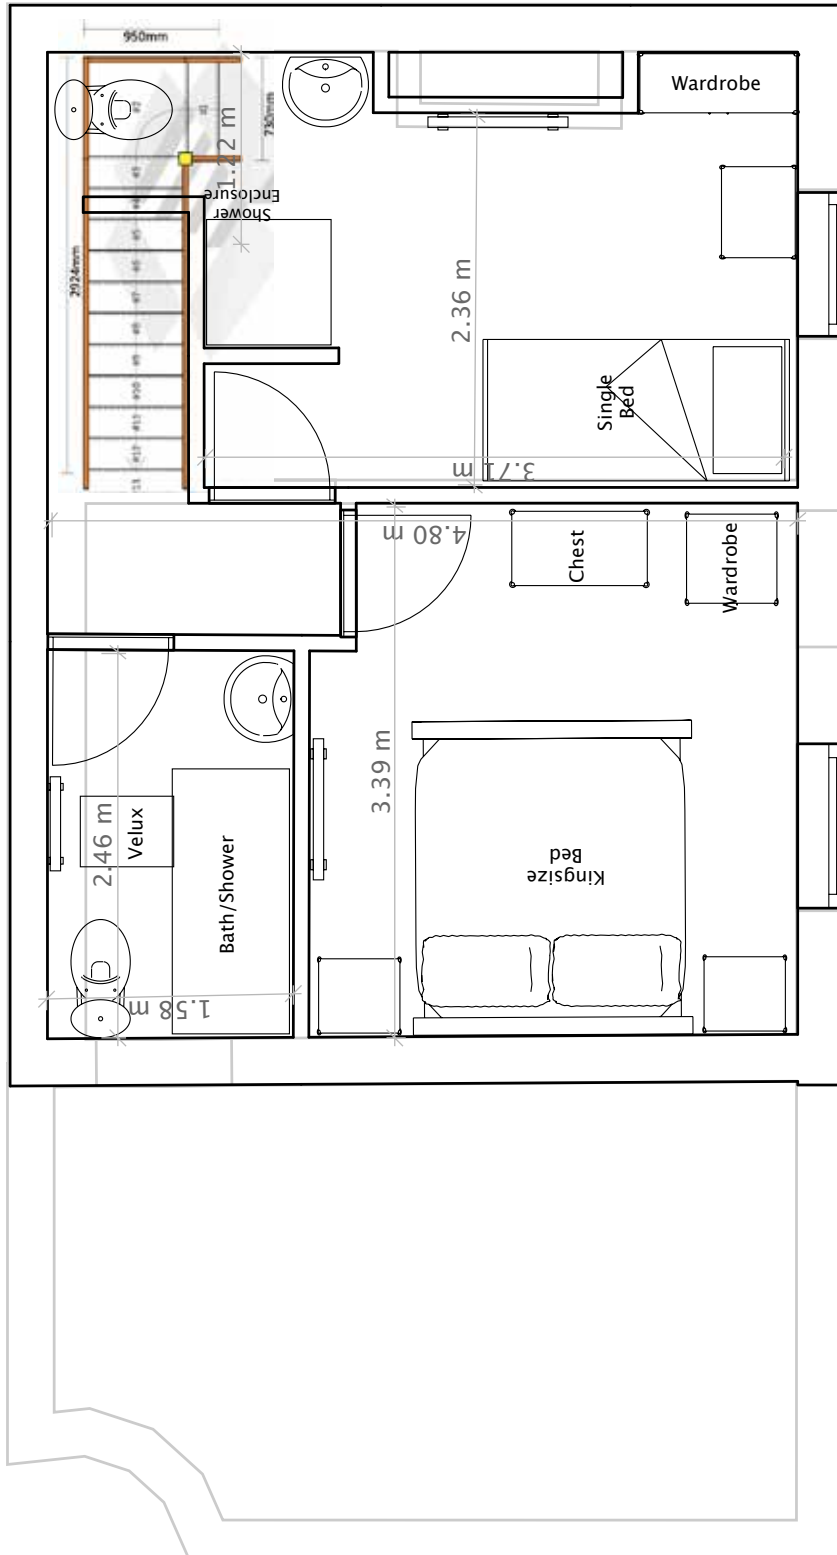 950mm
Wardrobe
730mm
1.22 m
Shower
Enclosure
2924mm
2.36 m
Single
Bed
3.71 m
4.80 m
Chest
Wardrobe
3.39 m
2.46 m
Velux
Bath/Shower
Kingsize
Bed
1.58 m